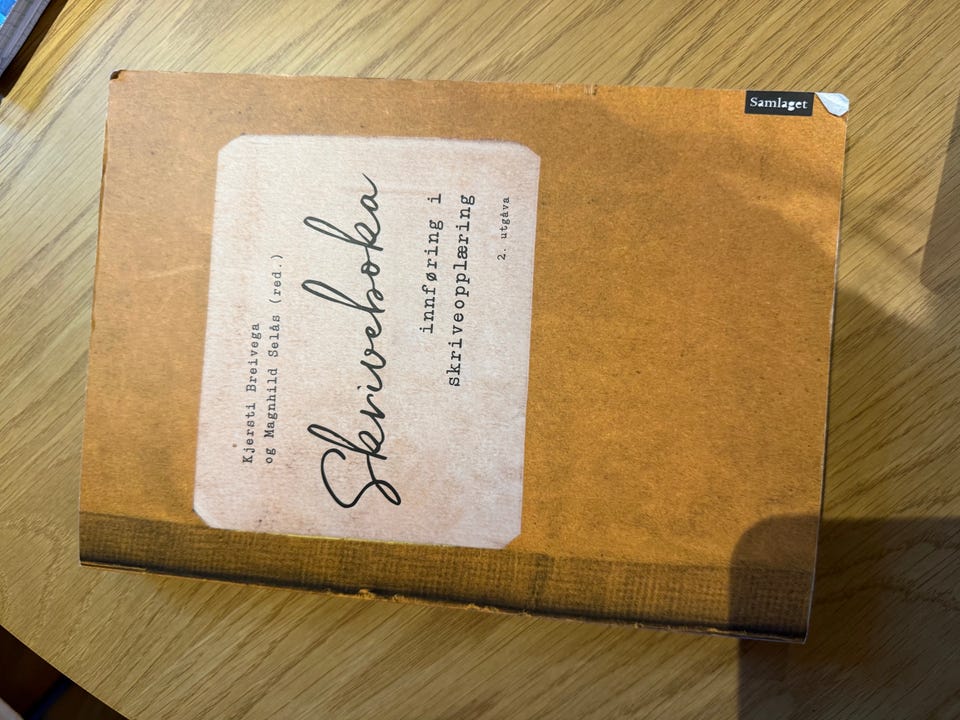 Kjersti Breivega
og Magnhild Selås (red.)
Skriveboka
innføring i
skriveopplæring
2. utgåva
Samlaget